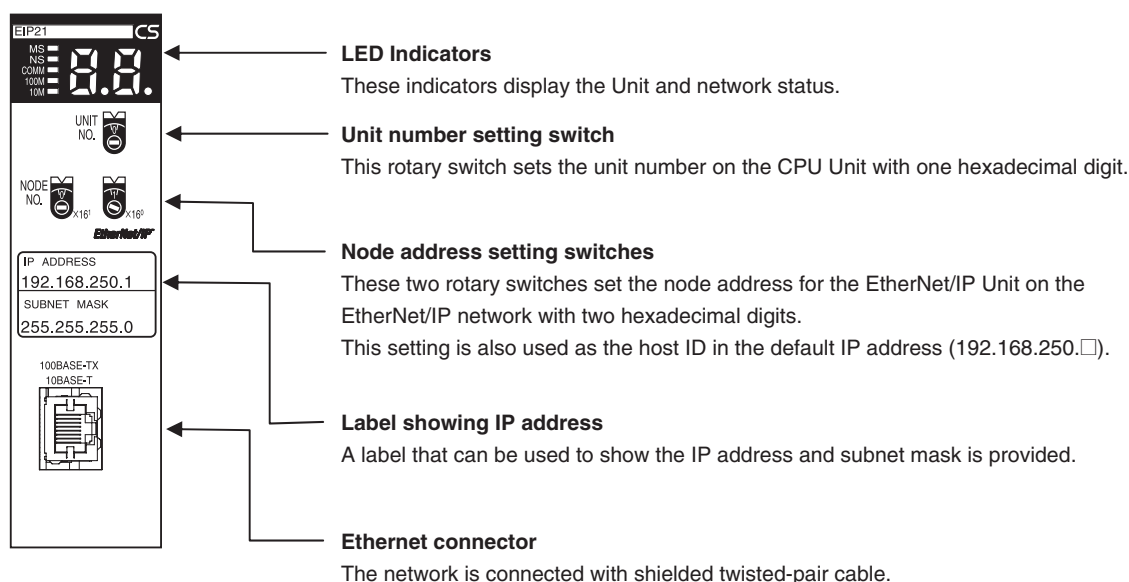 EIP21
CS
MS
NS
COMM
100M
10M
8.8.
LED Indicators
These indicators display the Unit and network status.
UNIT
NO.
Unit number setting switch
This rotary switch sets the unit number on the CPU Unit with one hexadecimal digit.
NODE
NO.
×16¹
×16⁰
EtherNet/IP™
Node address setting switches
These two rotary switches set the node address for the EtherNet/IP Unit on the
EtherNet/IP network with two hexadecimal digits.
This setting is also used as the host ID in the default IP address (192.168.250.□).
IP ADDRESS
192.168.250.1
SUBNET MASK
255.255.255.0
100BASE-TX
10BASE-T
Label showing IP address
A label that can be used to show the IP address and subnet mask is provided.
Ethernet connector
The network is connected with shielded twisted-pair cable.